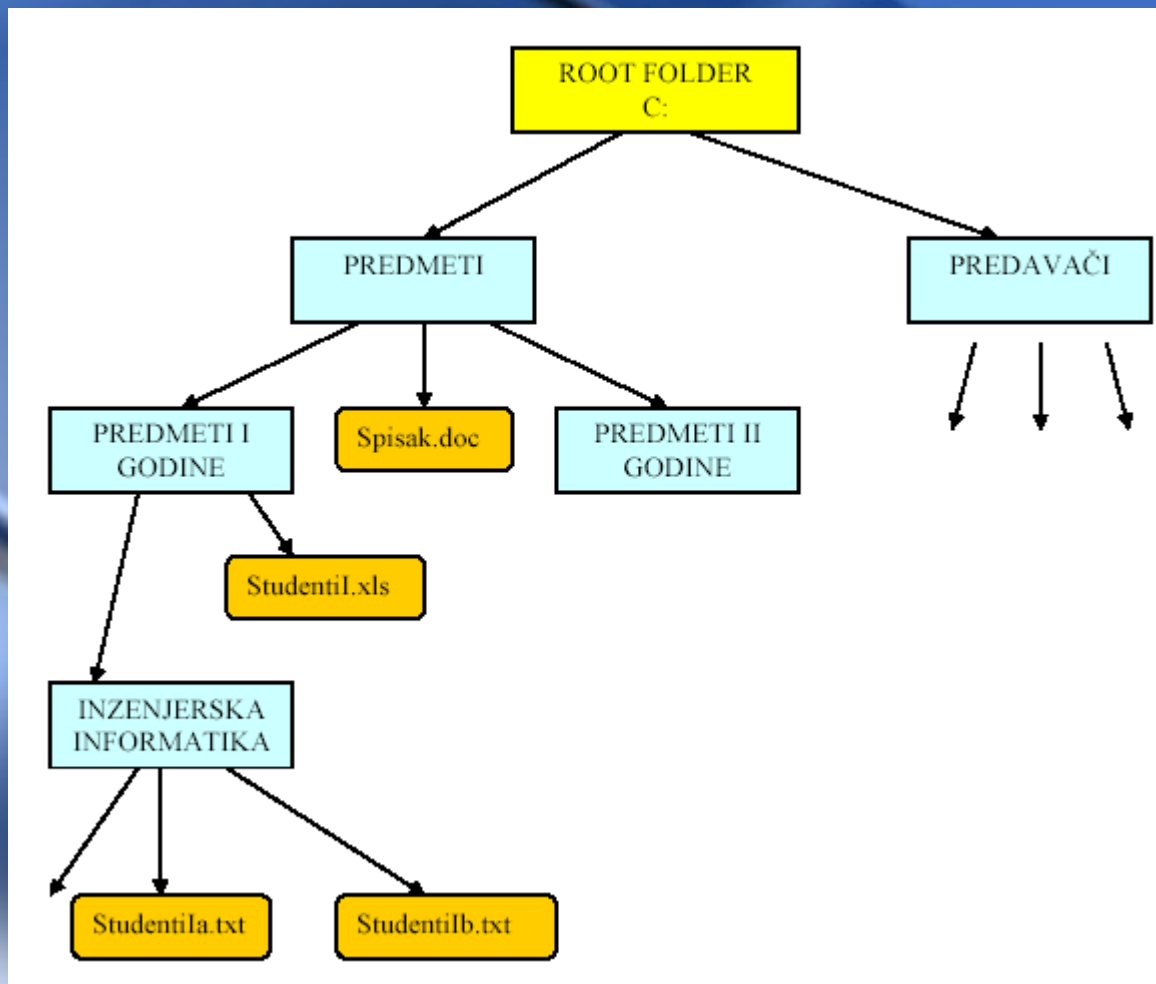 ROOT FOLDER
C:
PREDMETI
PREDAVAČI
PREDMETI I
GODINE
Spisak.doc
PREDMETI II
GODINE
StudentiI.xls
INZENJERSKA
INFORMATIKA
StudentiIa.txt
StudentiIb.txt